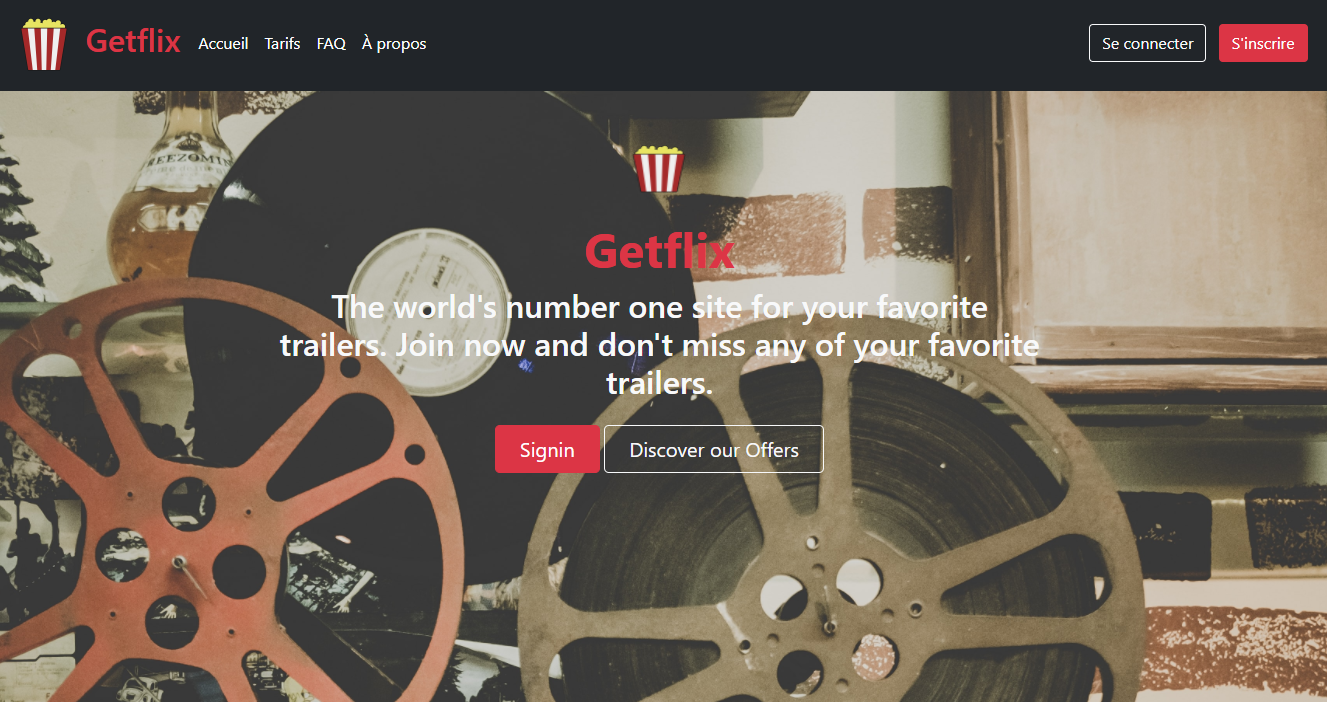 Getflix Accueil Tarifs FAQ À propos Se connecter S'inscrire
Getflix
The world's number one site for your favorite
trailers. Join now and don't miss any of your favorite
trailers.
Signin Discover our Offers